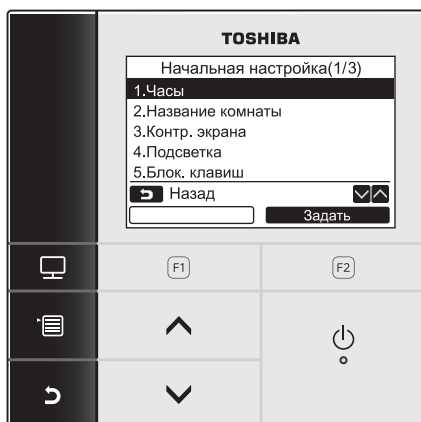 TOSHIBA
Начальная настройка(1/3)
1.Часы
2.Название комнаты
3.Контр. экрана
4.Подсветка
5.Блок. клавиш
Назад
Задать
F1 F2